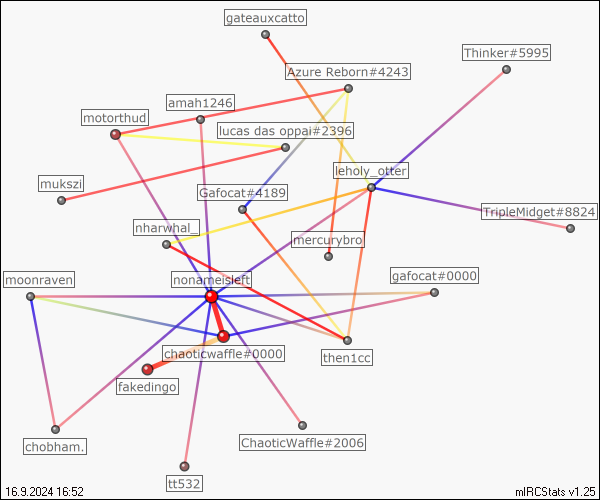 gateauxcatto
Thinker#5995
Azure Reborn#4243
amah1246
motorthud
lucas das oppai#2396
leholy_otter
mukszi
Gafocat#4189
TripleMidget#8824
nharwhal_
mercurybro
moonraven
nonameisleft
gafocat#0000
chaoticwaffle#0000
then1cc
fakedingo
chobham.
ChaoticWaffle#2006
tt532
16.9.2024 16:52
mIRCStats v1.25